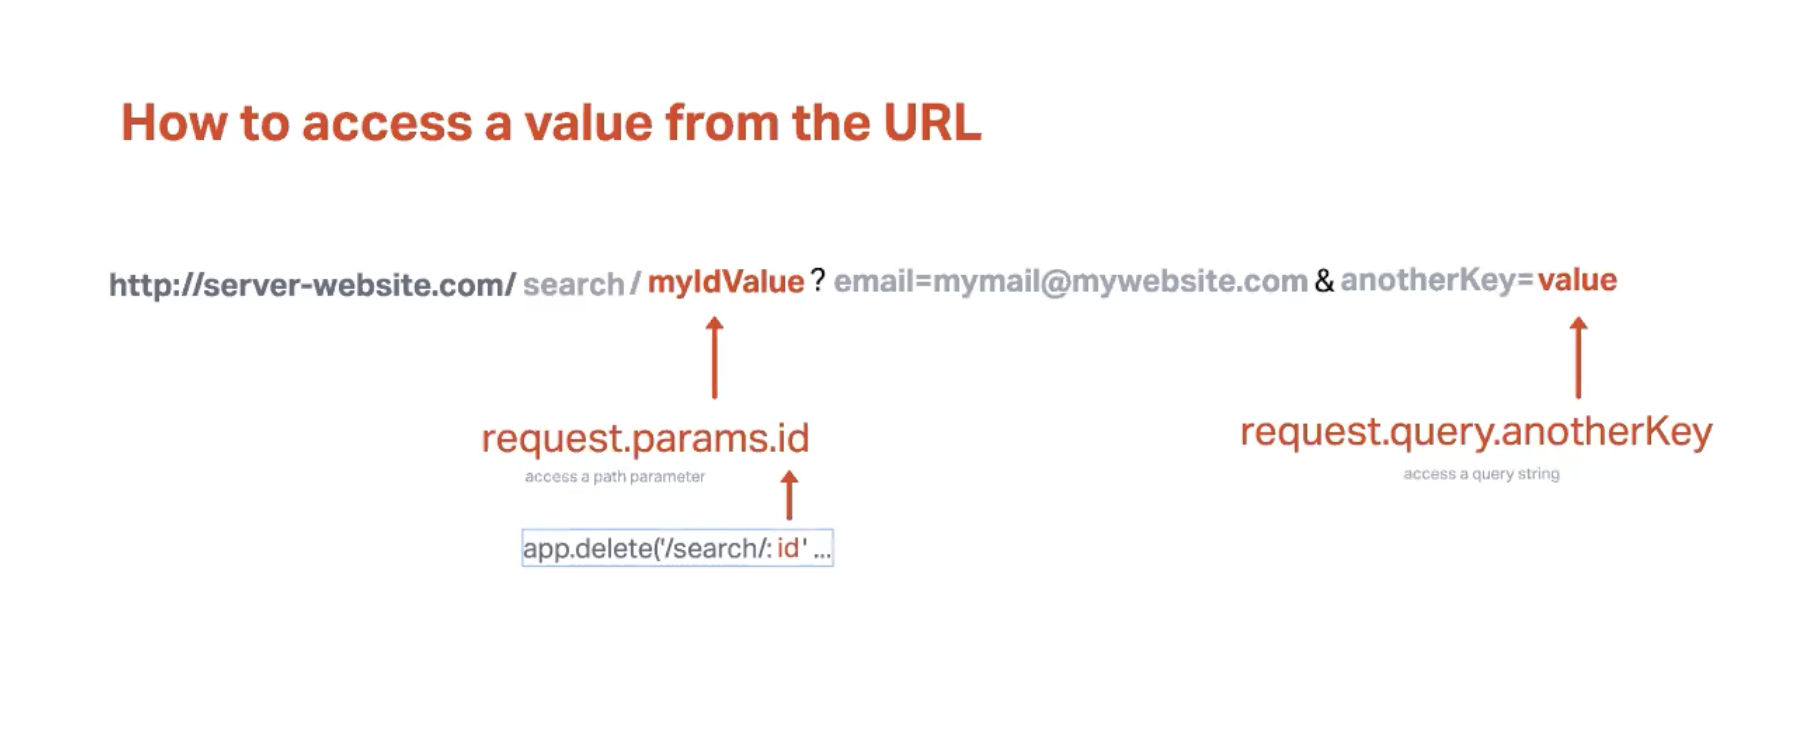 How to access a value from the URL
http://server-website.com/ search / myIdValue ? email=mymail@mywebsite.com & anotherKey= value
request.params.id
access a path parameter
app.delete('/search/: id' ...
request.query.anotherKey
access a query string